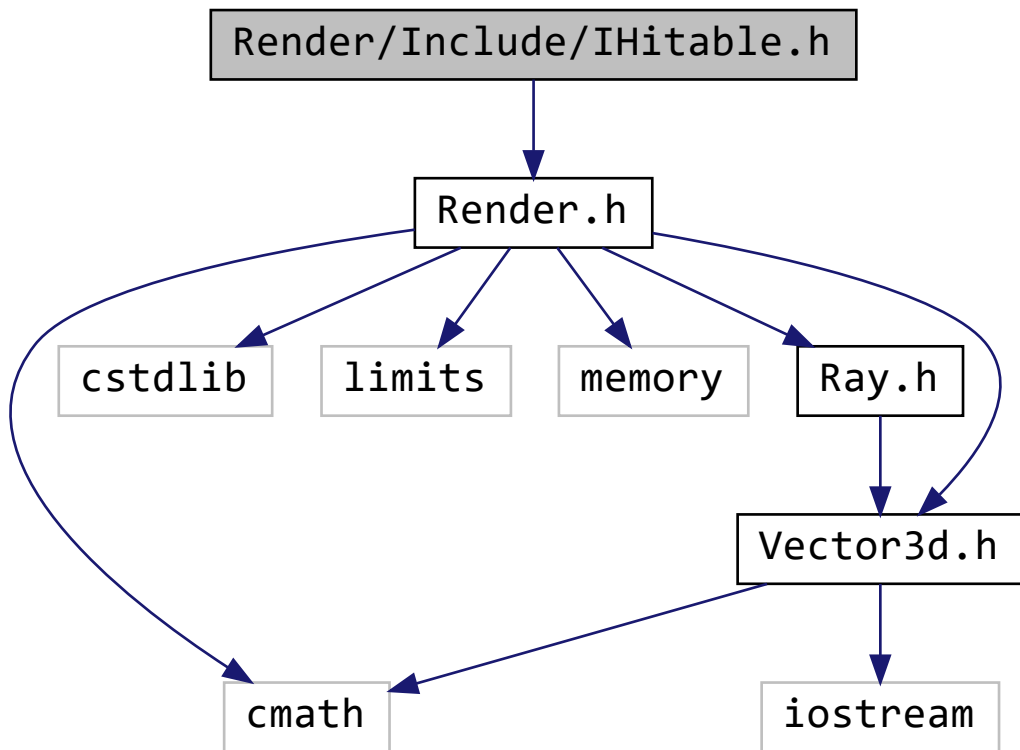 Render/Include/IHitable.h
Render.h
cstdlib
limits
memory
Ray.h
Vector3d.h
cmath
iostream